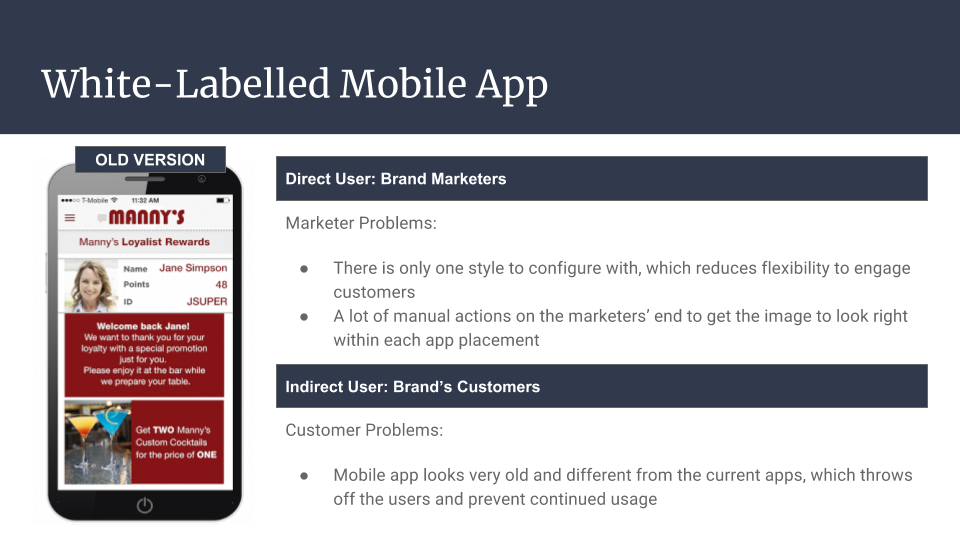 White-Labelled Mobile App
OLD VERSION
●●●○○ T-Mobile 11:32 AM
MANNY'S
Manny's Loyalist Rewards
Name Jane Simpson
Points 48
ID JSUPER
Welcome back Jane!
We want to thank you for your
loyalty with a special promotion
just for you.
Please enjoy it at the bar while
we prepare your table.
Get TWO Manny's
Custom Cocktails
for the price of ONE
Direct User: Brand Marketers
Marketer Problems:
● There is only one style to configure with, which reduces flexibility to engage
customers
● A lot of manual actions on the marketers’ end to get the image to look right
within each app placement
Indirect User: Brand’s Customers
Customer Problems:
● Mobile app looks very old and different from the current apps, which throws
off the users and prevent continued usage